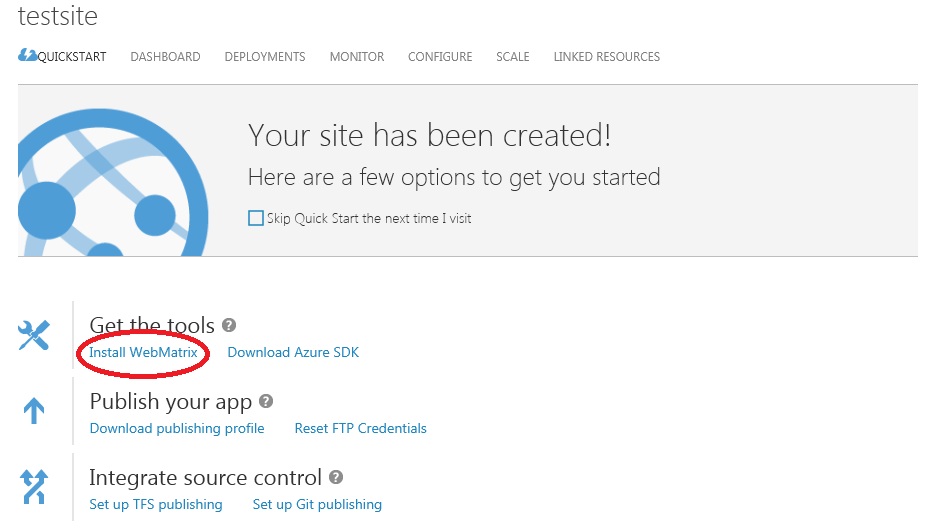 testsite
QUICKSTART DASHBOARD DEPLOYMENTS MONITOR CONFIGURE SCALE LINKED RESOURCES
Your site has been created!
Here are a few options to get you started
Skip Quick Start the next time I visit
Get the tools ?
Install WebMatrix Download Azure SDK
Publish your app ?
Download publishing profile Reset FTP Credentials
Integrate source control ?
Set up TFS publishing Set up Git publishing